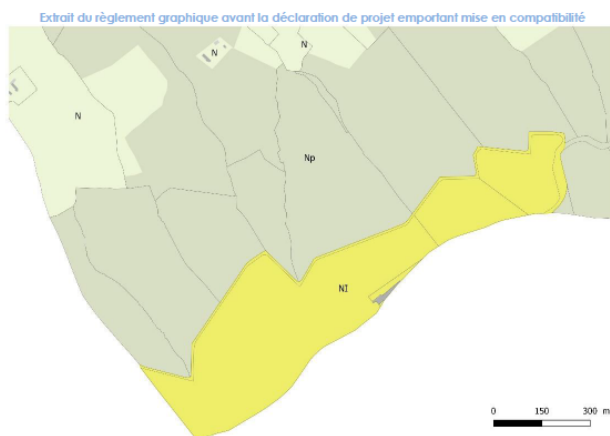 Extrait du règlement graphique avant la déclaration de projet emportant mise en compatibilité
N
N
N
Np
Nl
0 150 300 m